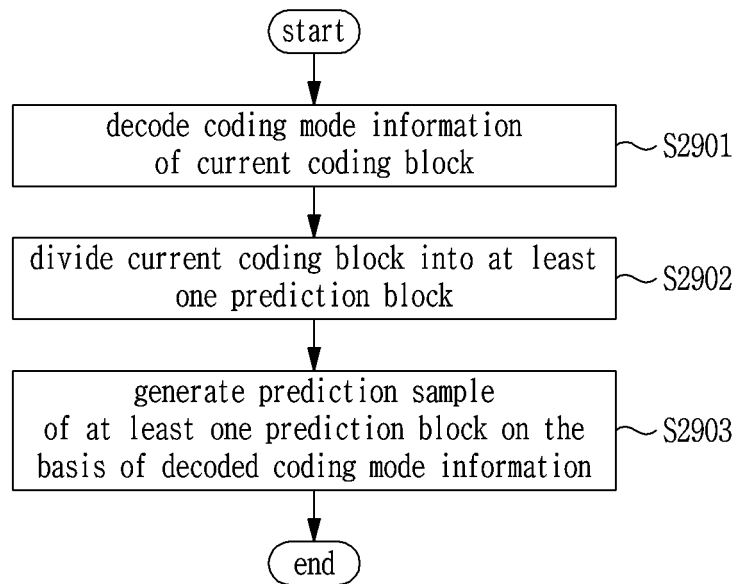 start
decode coding mode information
of current coding block
S2901
divide current coding block into at least
one prediction block
S2902
generate prediction sample
of at least one prediction block on the
basis of decoded coding mode information
S2903
end